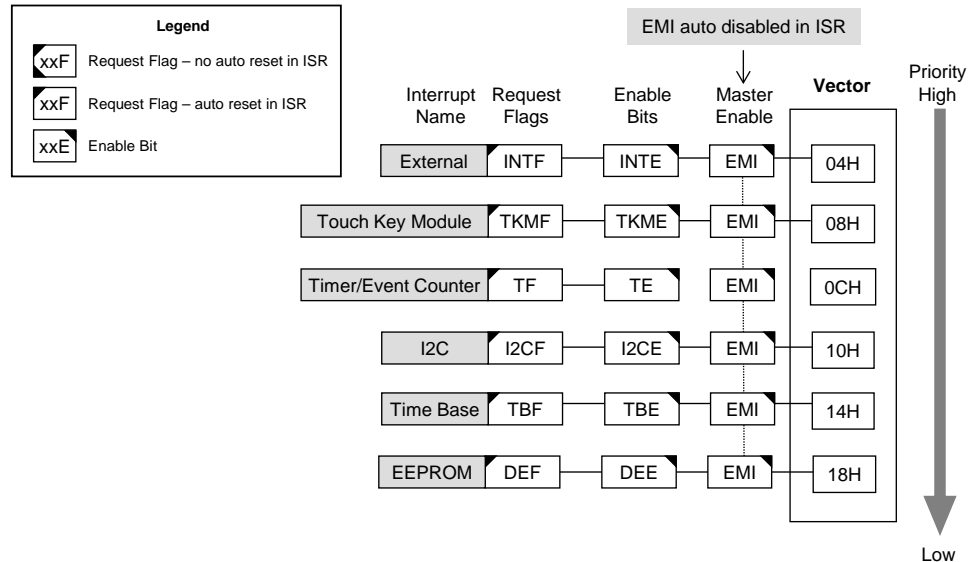 Legend
xxF Request Flag – no auto reset in ISR
xxF Request Flag – auto reset in ISR
xxE Enable Bit
EMI auto disabled in ISR
Interrupt Name
Request Flags
Enable Bits
Master Enable
Vector
Priority High
External INTF INTE EMI 04H
Touch Key Module TKMF TKME EMI 08H
Timer/Event Counter TF TE EMI 0CH
I2C I2CF I2CE EMI 10H
Time Base TBF TBE EMI 14H
EEPROM DEF DEE EMI 18H
Low